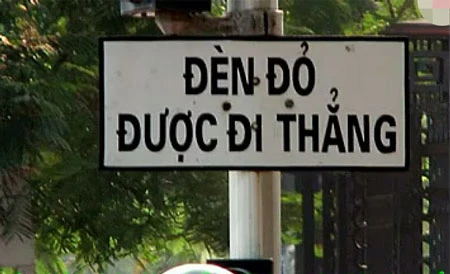 ĐÈN ĐỎ
ĐƯỢC ĐI THẲNG